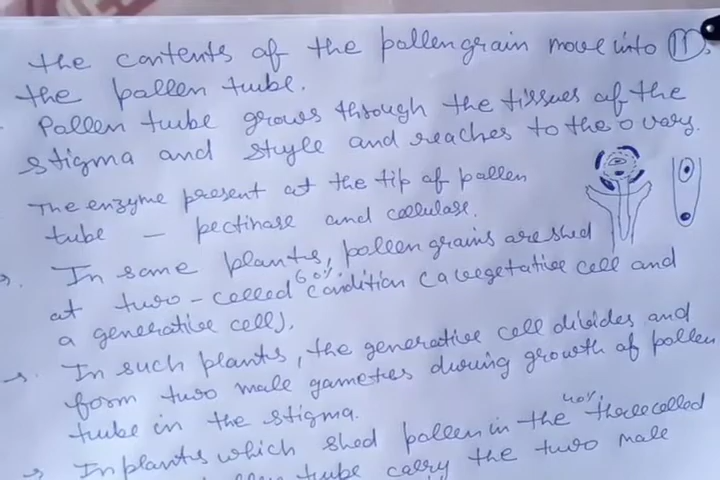 the contents of the pollengrain move into 11.
the pollen tube.
Pollen tube grows through the tissues of the
stigma and style and reaches to the ovary.
The enzyme present at the tip of pollen
tube - pectinase and cellulase.
In some plants, pollen grains are shed
at two-celled 60% condition (a vegetative cell and
a generative cell).
→ In such plants, the generative cell divides and
form two male gametes during growth of pollen
tube in the stigma.
→ In plants which shed pollen in the 40% three celled
tube carry the two male